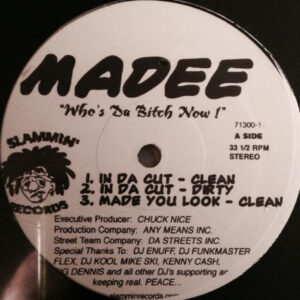 MADEE
"Who's Da Bitch Now!"
71300-1
A SIDE
33 1/2 RPM
STEREO
SLAMMIN'
RECORDS
1. IN DA CUT - CLEAN
2. IN DA CUT - DIRTY
3. MADE YOU LOOK - CLEAN
Executive Producer: CHUCK NICE
Production Company: ANY MEANS INC.
Street Team Company: DA STREETS INC.
Special Thanks To: DJ ENUFF, DJ FUNKMASTER
FLEX, DJ KOOL MIKE SKI, KENNY CASH,
DENNIS and all other DJ's supporting an
keeping real. PEACE...
slamminrecords.com